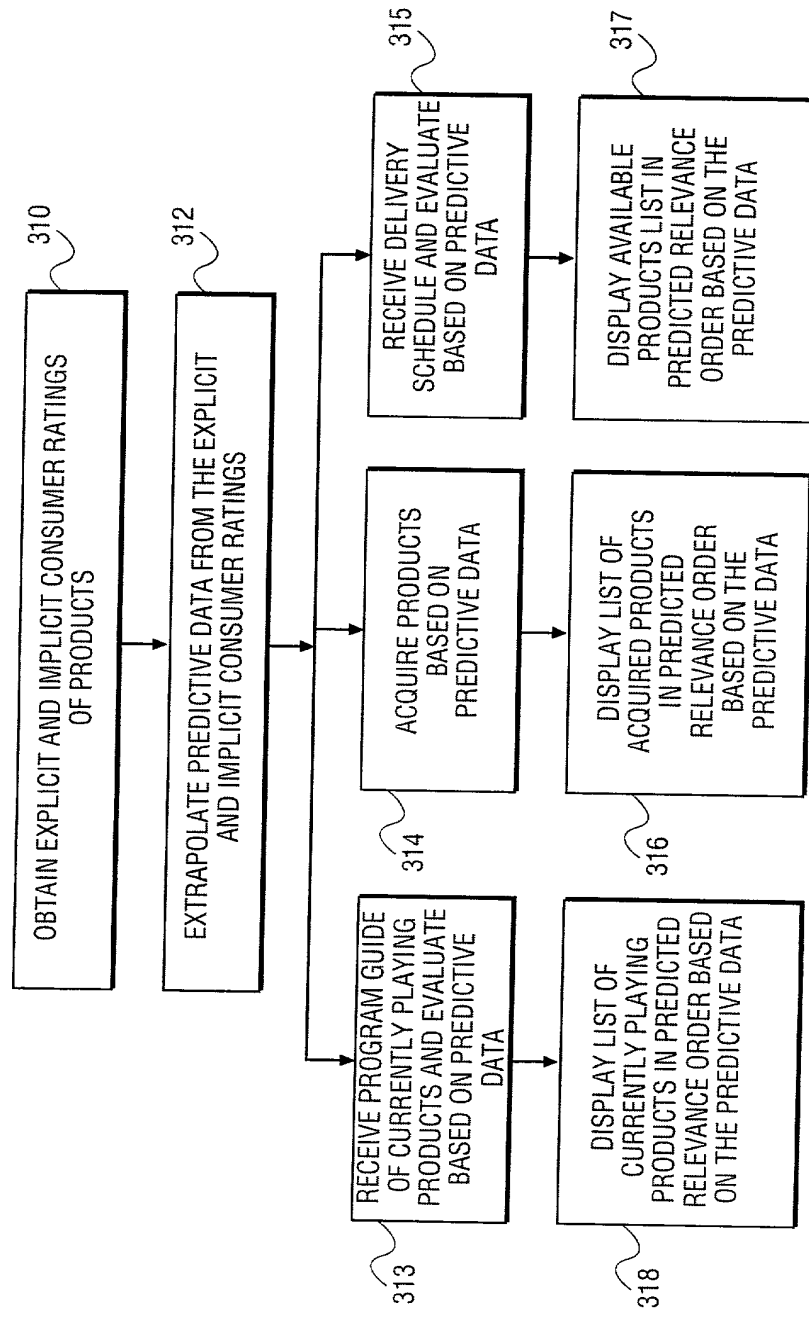 OBTAIN EXPLICIT AND IMPLICIT CONSUMER RATINGS
OF PRODUCTS
310
EXTRAPOLATE PREDICTIVE DATA FROM THE EXPLICIT
AND IMPLICIT CONSUMER RATINGS
312
RECEIVE PROGRAM GUIDE
OF CURRENTLY PLAYING
PRODUCTS AND EVALUATE
BASED ON PREDICTIVE
DATA
313
ACQUIRE PRODUCTS
BASED ON
PREDICTIVE DATA
314
RECEIVE DELIVERY
SCHEDULE AND EVALUATE
BASED ON PREDICTIVE
DATA
315
DISPLAY LIST OF
CURRENTLY PLAYING
PRODUCTS IN PREDICTED
RELEVANCE ORDER BASED
ON THE PREDICTIVE DATA
318
DISPLAY LIST OF
ACQUIRED PRODUCTS
IN PREDICTED
RELEVANCE ORDER
BASED ON THE
PREDICTIVE DATA
316
DISPLAY AVAILABLE
PRODUCTS LIST IN
PREDICTED RELEVANCE
ORDER BASED ON THE
PREDICTIVE DATA
317